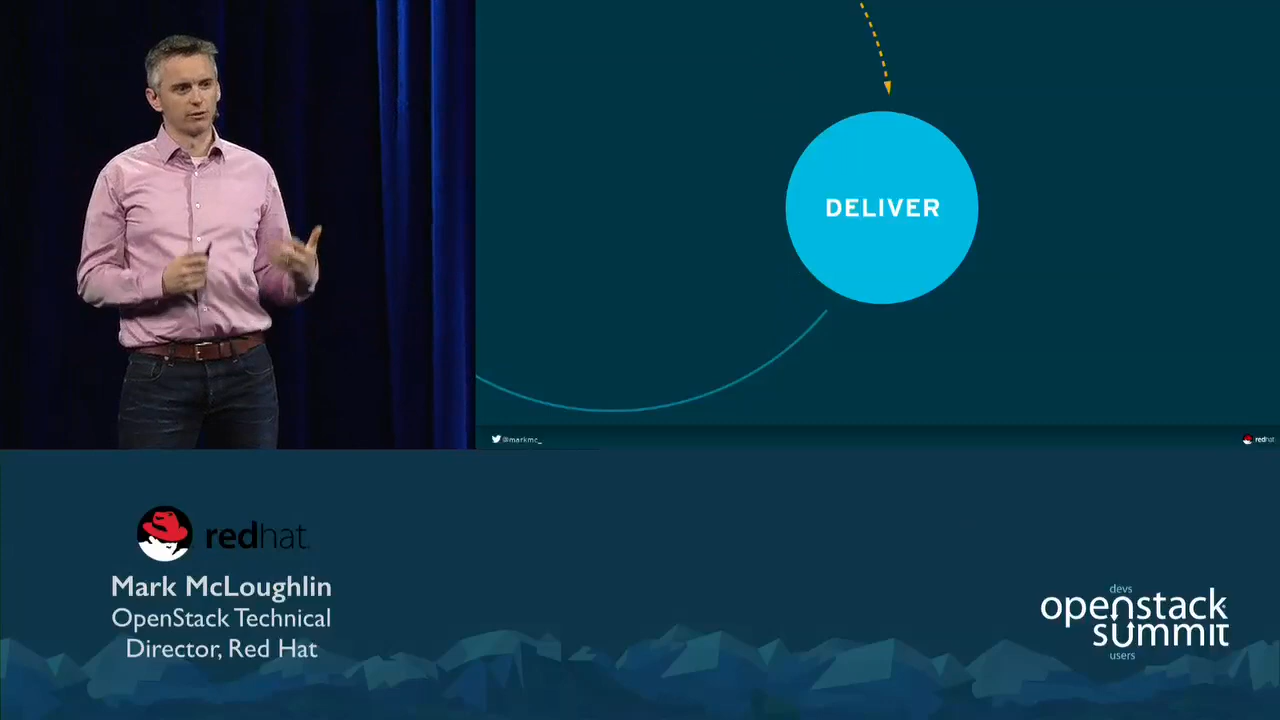 DELIVER
@markmc_
redhat
redhat.
Mark McLoughlin
OpenStack Technical
Director, Red Hat
devs
openstack
summit
users